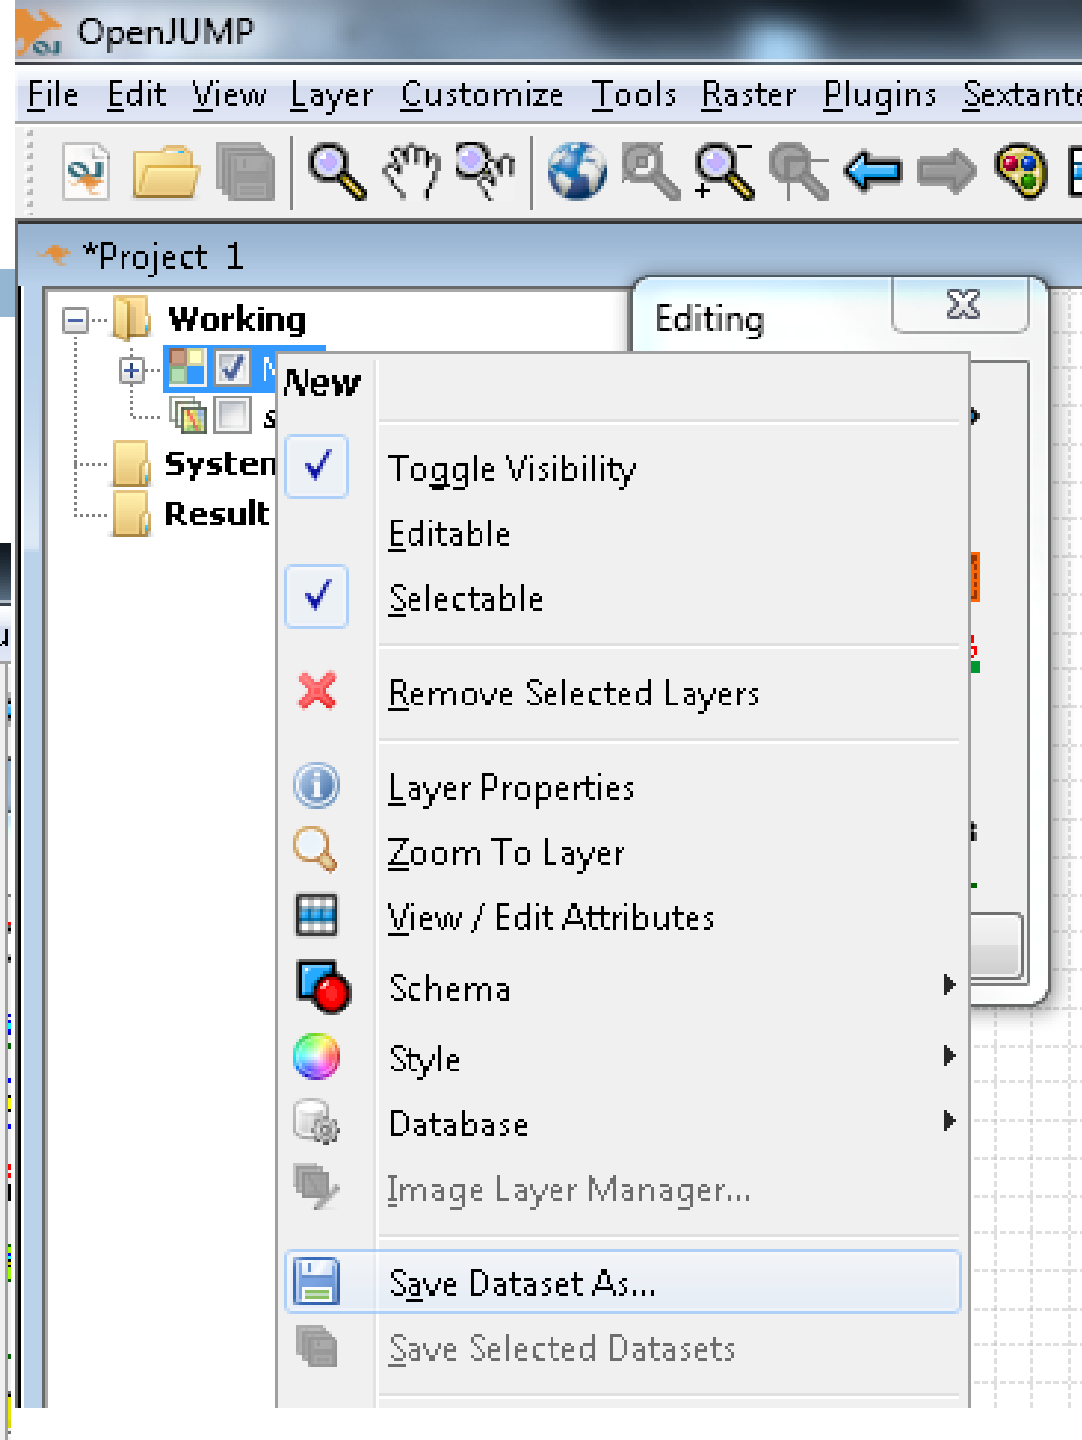 OpenJUMP
File Edit View Layer Customize Tools Raster Plugins Sextante
*Project 1
Working
Editing
New
System
Result
Toggle Visibility
Editable
Selectable
Remove Selected Layers
Layer Properties
Zoom To Layer
View / Edit Attributes
Schema
Style
Database
Image Layer Manager...
Save Dataset As...
Save Selected Datasets